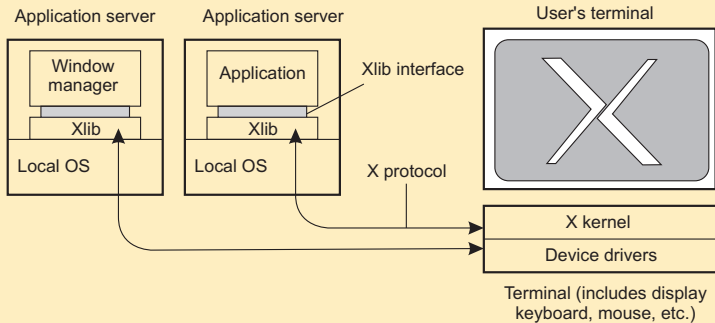 Application server
Application server
User's terminal
Window
manager
Application
Xlib interface
Xlib
Xlib
Local OS
Local OS
X protocol
X kernel
Device drivers
Terminal (includes display
keyboard, mouse, etc.)